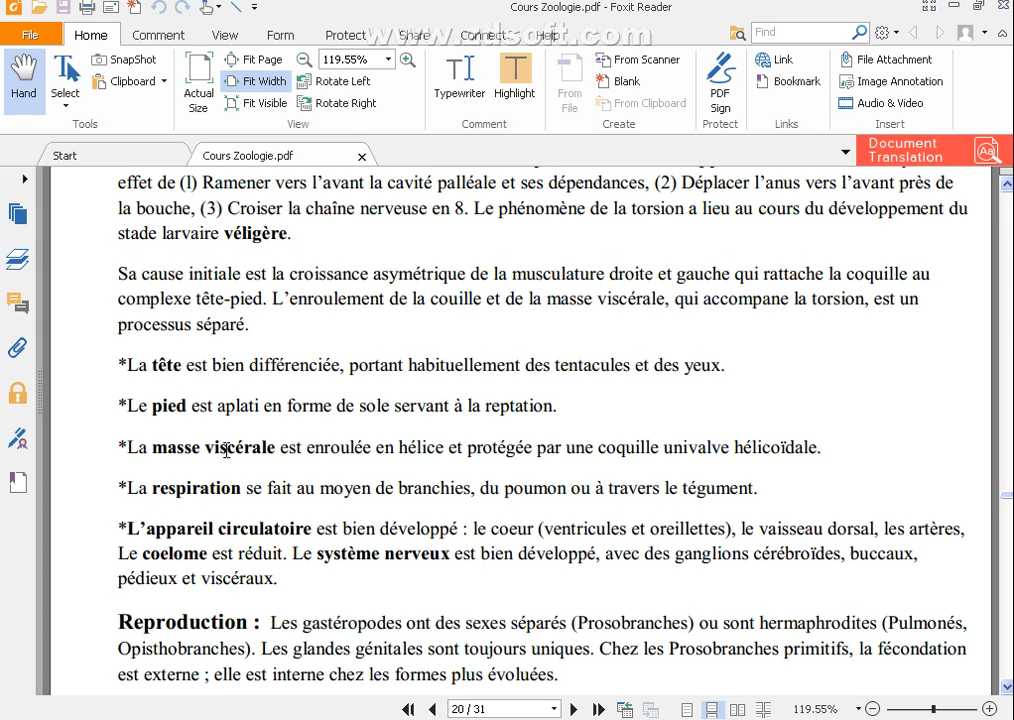 Cours Zoologie.pdf - Foxit Reader
File Home Comment View Form Protect Share Connect Help Find
Hand Select SnapShot Clipboard Actual Size Fit Page Fit Width Fit Visible 119.55% Rotate Left Rotate Right Typewriter Highlight From File From Scanner Blank From Clipboard PDF Sign Link Bookmark File Attachment Image Annotation Audio & Video
Tools View Comment Create Protect Links Insert
Start Cours Zoologie.pdf Document Translation
effet de (l) Ramener vers l’avant la cavité palléale et ses dépendances, (2) Déplacer l’anus vers l’avant près de
la bouche, (3) Croiser la chaîne nerveuse en 8. Le phénomène de la torsion a lieu au cours du développement du
stade larvaire véligère.
Sa cause initiale est la croissance asymétrique de la musculature droite et gauche qui rattache la coquille au
complexe tête-pied. L’enroulement de la couille et de la masse viscérale, qui accompane la torsion, est un
processus séparé.
*La tête est bien différenciée, portant habituellement des tentacules et des yeux.
*Le pied est aplati en forme de sole servant à la reptation.
*La masse viscérale est enroulée en hélice et protégée par une coquille univalve hélicoïdale.
*La respiration se fait au moyen de branchies, du poumon ou à travers le tégument.
*L’appareil circulatoire est bien développé : le coeur (ventricules et oreillettes), le vaisseau dorsal, les artères,
Le coelome est réduit. Le système nerveux est bien développé, avec des ganglions cérébroïdes, buccaux,
pédieux et viscéraux.
Reproduction : Les gastéropodes ont des sexes séparés (Prosobranches) ou sont hermaphrodites (Pulmonés,
Opisthobranches). Les glandes génitales sont toujours uniques. Chez les Prosobranches primitifs, la fécondation
est externe ; elle est interne chez les formes plus évoluées.
20 / 31 119.55%